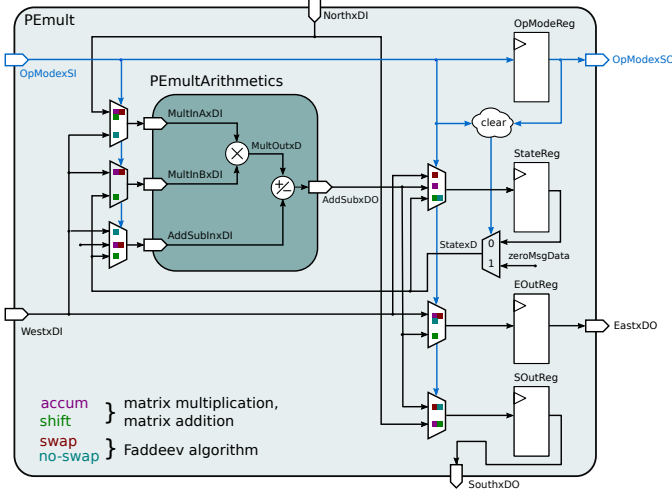 PEmult
NorthxDI
OpModeReg
OpModexSI
OpModexSO
PEmultArithmetics
MultInAxDI
clear
MultOutxD
StateReg
MultInBxDI
AddSubxDO
AddSubInxDI
StatexD
0
1
zeroMsgData
EOutReg
WestxDI
EastxDO
SOutReg
accum
shift
} matrix multiplication,
matrix addition
swap
no-swap
} Faddeev algorithm
SouthxDO